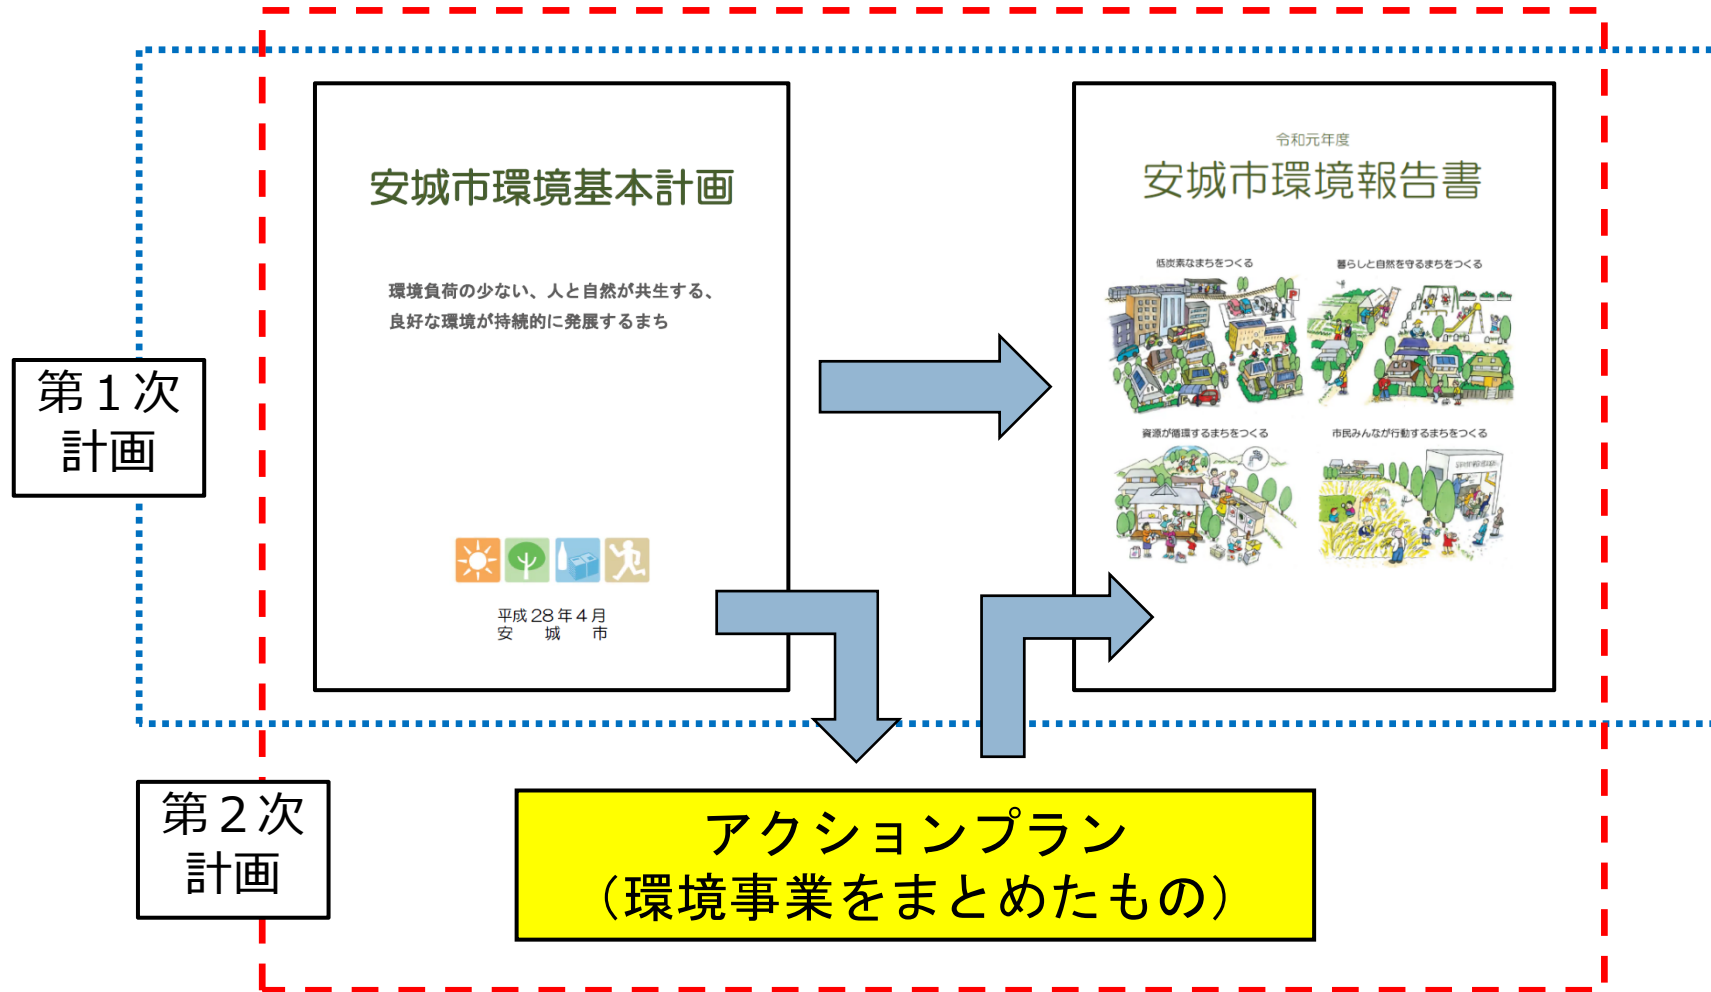 第１次
計画
安城市環境基本計画
環境負荷の少ない、人と自然が共生する、
良好な環境が持続的に発展するまち
平成28年4月
安　城　市
令和元年度
安城市環境報告書
低炭素なまちをつくる
暮らしと自然を守るまちをつくる
P
資源が循環するまちをつくる
市民みんなが行動するまちをつくる
第２次
計画
アクションプラン
（環境事業をまとめたもの）